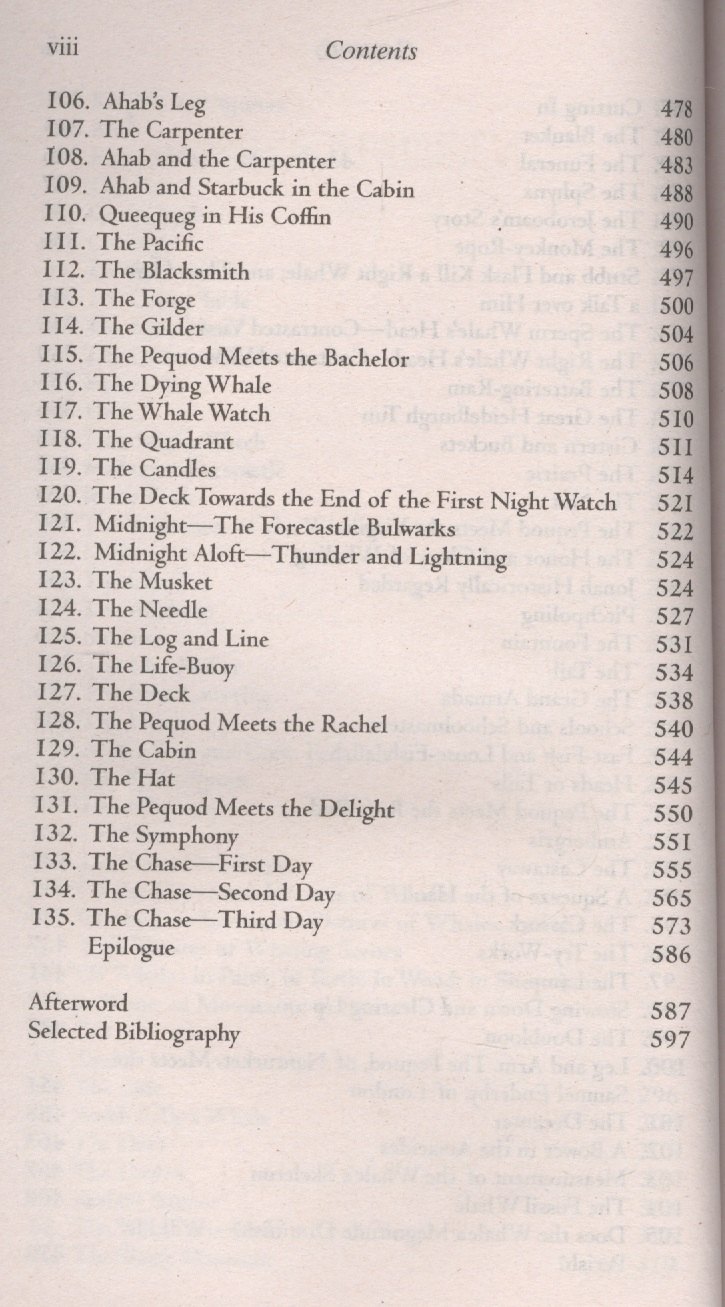 viii Contents
106. Ahab's Leg 478
107. The Carpenter 480
108. Ahab and the Carpenter 483
109. Ahab and Starbuck in the Cabin 488
110. Queequeg in His Coffin 490
111. The Pacific 496
112. The Blacksmith 497
113. The Forge 500
114. The Gilder 504
115. The Pequod Meets the Bachelor 506
116. The Dying Whale 508
117. The Whale Watch 510
118. The Quadrant 511
119. The Candles 514
120. The Deck Towards the End of the First Night Watch 521
121. Midnight—The Forecastle Bulwarks 522
122. Midnight Aloft—Thunder and Lightning 524
123. The Musket 524
124. The Needle 527
125. The Log and Line 531
126. The Life-Buoy 534
127. The Deck 538
128. The Pequod Meets the Rachel 540
129. The Cabin 544
130. The Hat 545
131. The Pequod Meets the Delight 550
132. The Symphony 551
133. The Chase—First Day 555
134. The Chase—Second Day 565
135. The Chase—Third Day 573
Epilogue 586
Afterword 587
Selected Bibliography 597